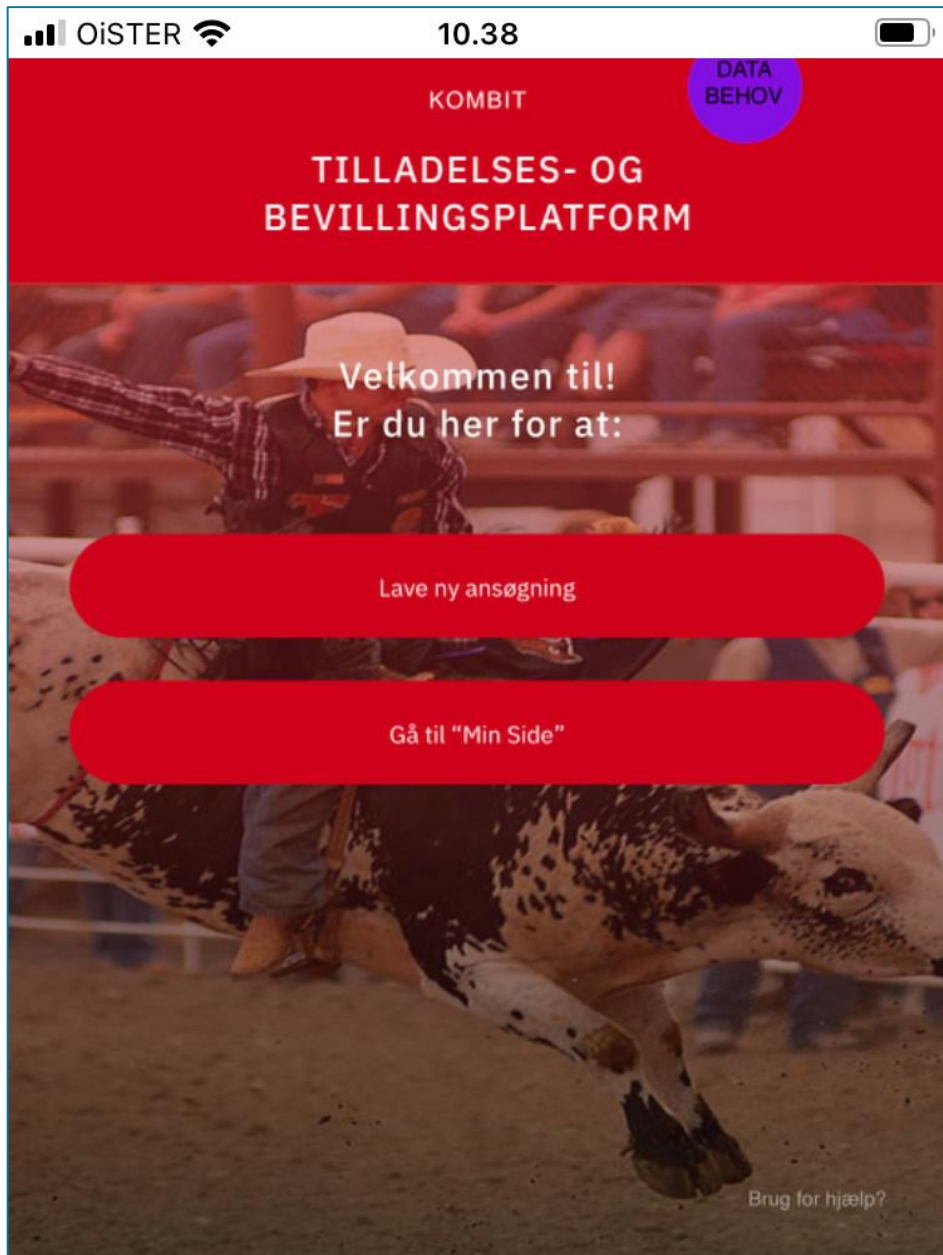 OiSTER
10.38
DATA
BEHOV
KOMBIT
TILLADELSES- OG
BEVILLINGSPLATFORM
Velkommen til!
Er du her for at:
Lave ny ansøgning
Gå til “Min Side”
Brug for hjælp?